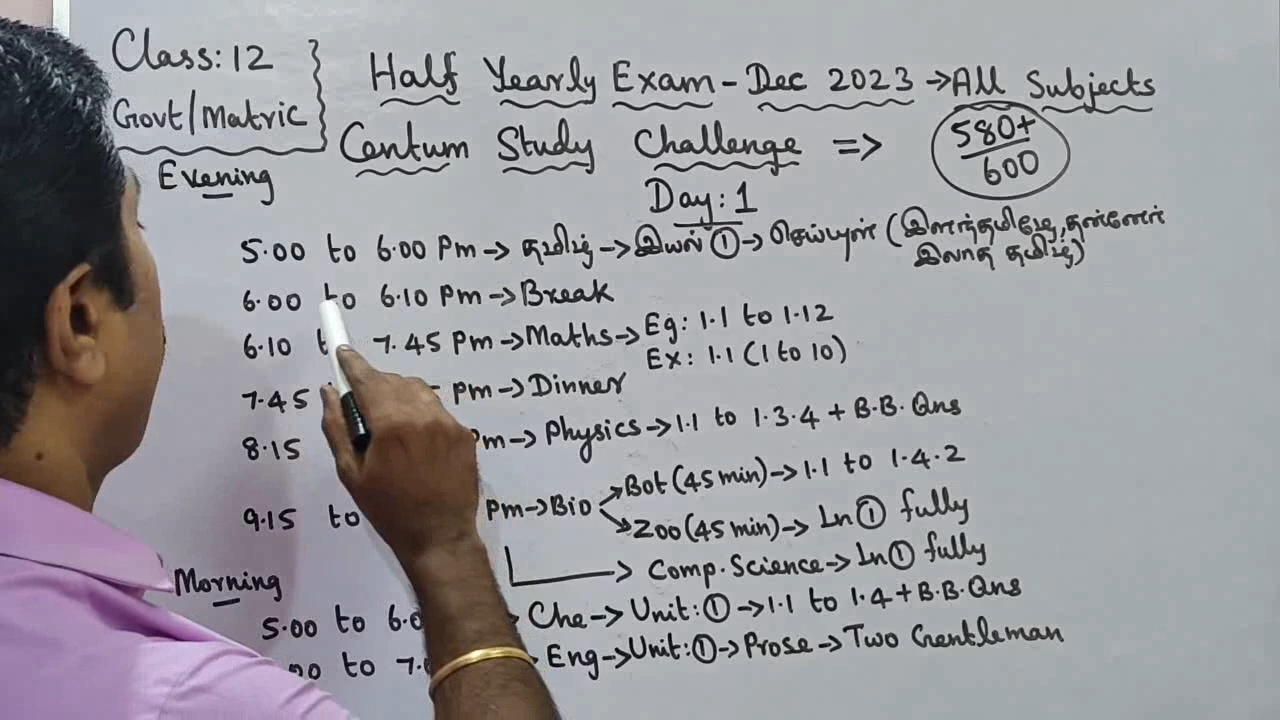 Class: 12
Govt/Matric
Half Yearly Exam - Dec 2023 → All Subjects
Centum Study Challenge => 580+/600
Evening
Day: 1
5.00 to 6.00 Pm → தமிழ் → இயல் ① → செய்யுள் (இளந்தமிழே, தன்னேர்
இலாத தமிழ்)
6.00 to 6.10 Pm → Break
6.10 to 7.45 Pm → Maths → Eg: 1.1 to 1.12
Ex: 1.1 (1 to 10)
7.45 Pm → Dinner
8.15 Pm → Physics → 1.1 to 1.3.4 + B.B. Qns
9.15 to Pm → Bio → Bot (45 min) → 1.1 to 1.4.2
→ Zoo (45 min) → Ln ① fully
→ Comp. Science → Ln ① fully
Morning
5.00 to 6.0 → Che → Unit: ① → 1.1 to 1.4 + B.B. Qns
to 7. → Eng → Unit: ① → Prose → Two Gentleman